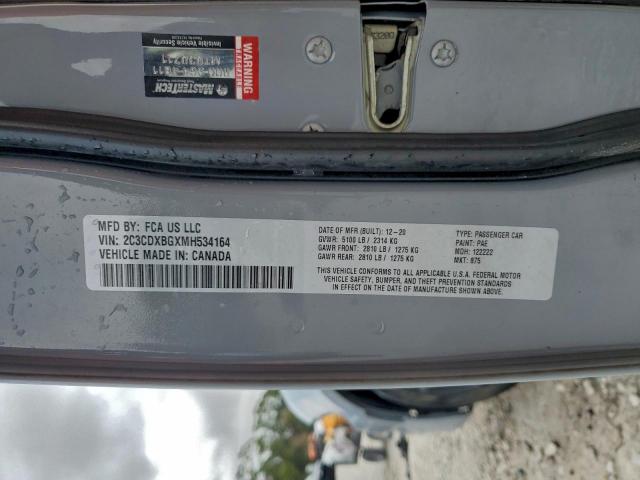 MFD BY: FCA US LLC
VIN: 2C3CDXBGXMH534164
VEHICLE MADE IN: CANADA
DATE OF MFR (BUILT): 12-20
GVWR: 5100 LB / 2314 KG
GAWR FRONT: 2810 LB / 1275 KG
GAWR REAR: 2810 LB / 1275 KG
TYPE: PASSENGER CAR
PAINT: PAE
MDH: 122222
MKT: 875
THIS VEHICLE CONFORMS TO ALL APPLICABLE U.S.A. FEDERAL MOTOR
VEHICLE SAFETY, BUMPER, AND THEFT PREVENTION STANDARDS
IN EFFECT ON THE DATE OF MANUFACTURE SHOWN ABOVE.
MASTERTECH
WARNING
Invisible Vehicle Security